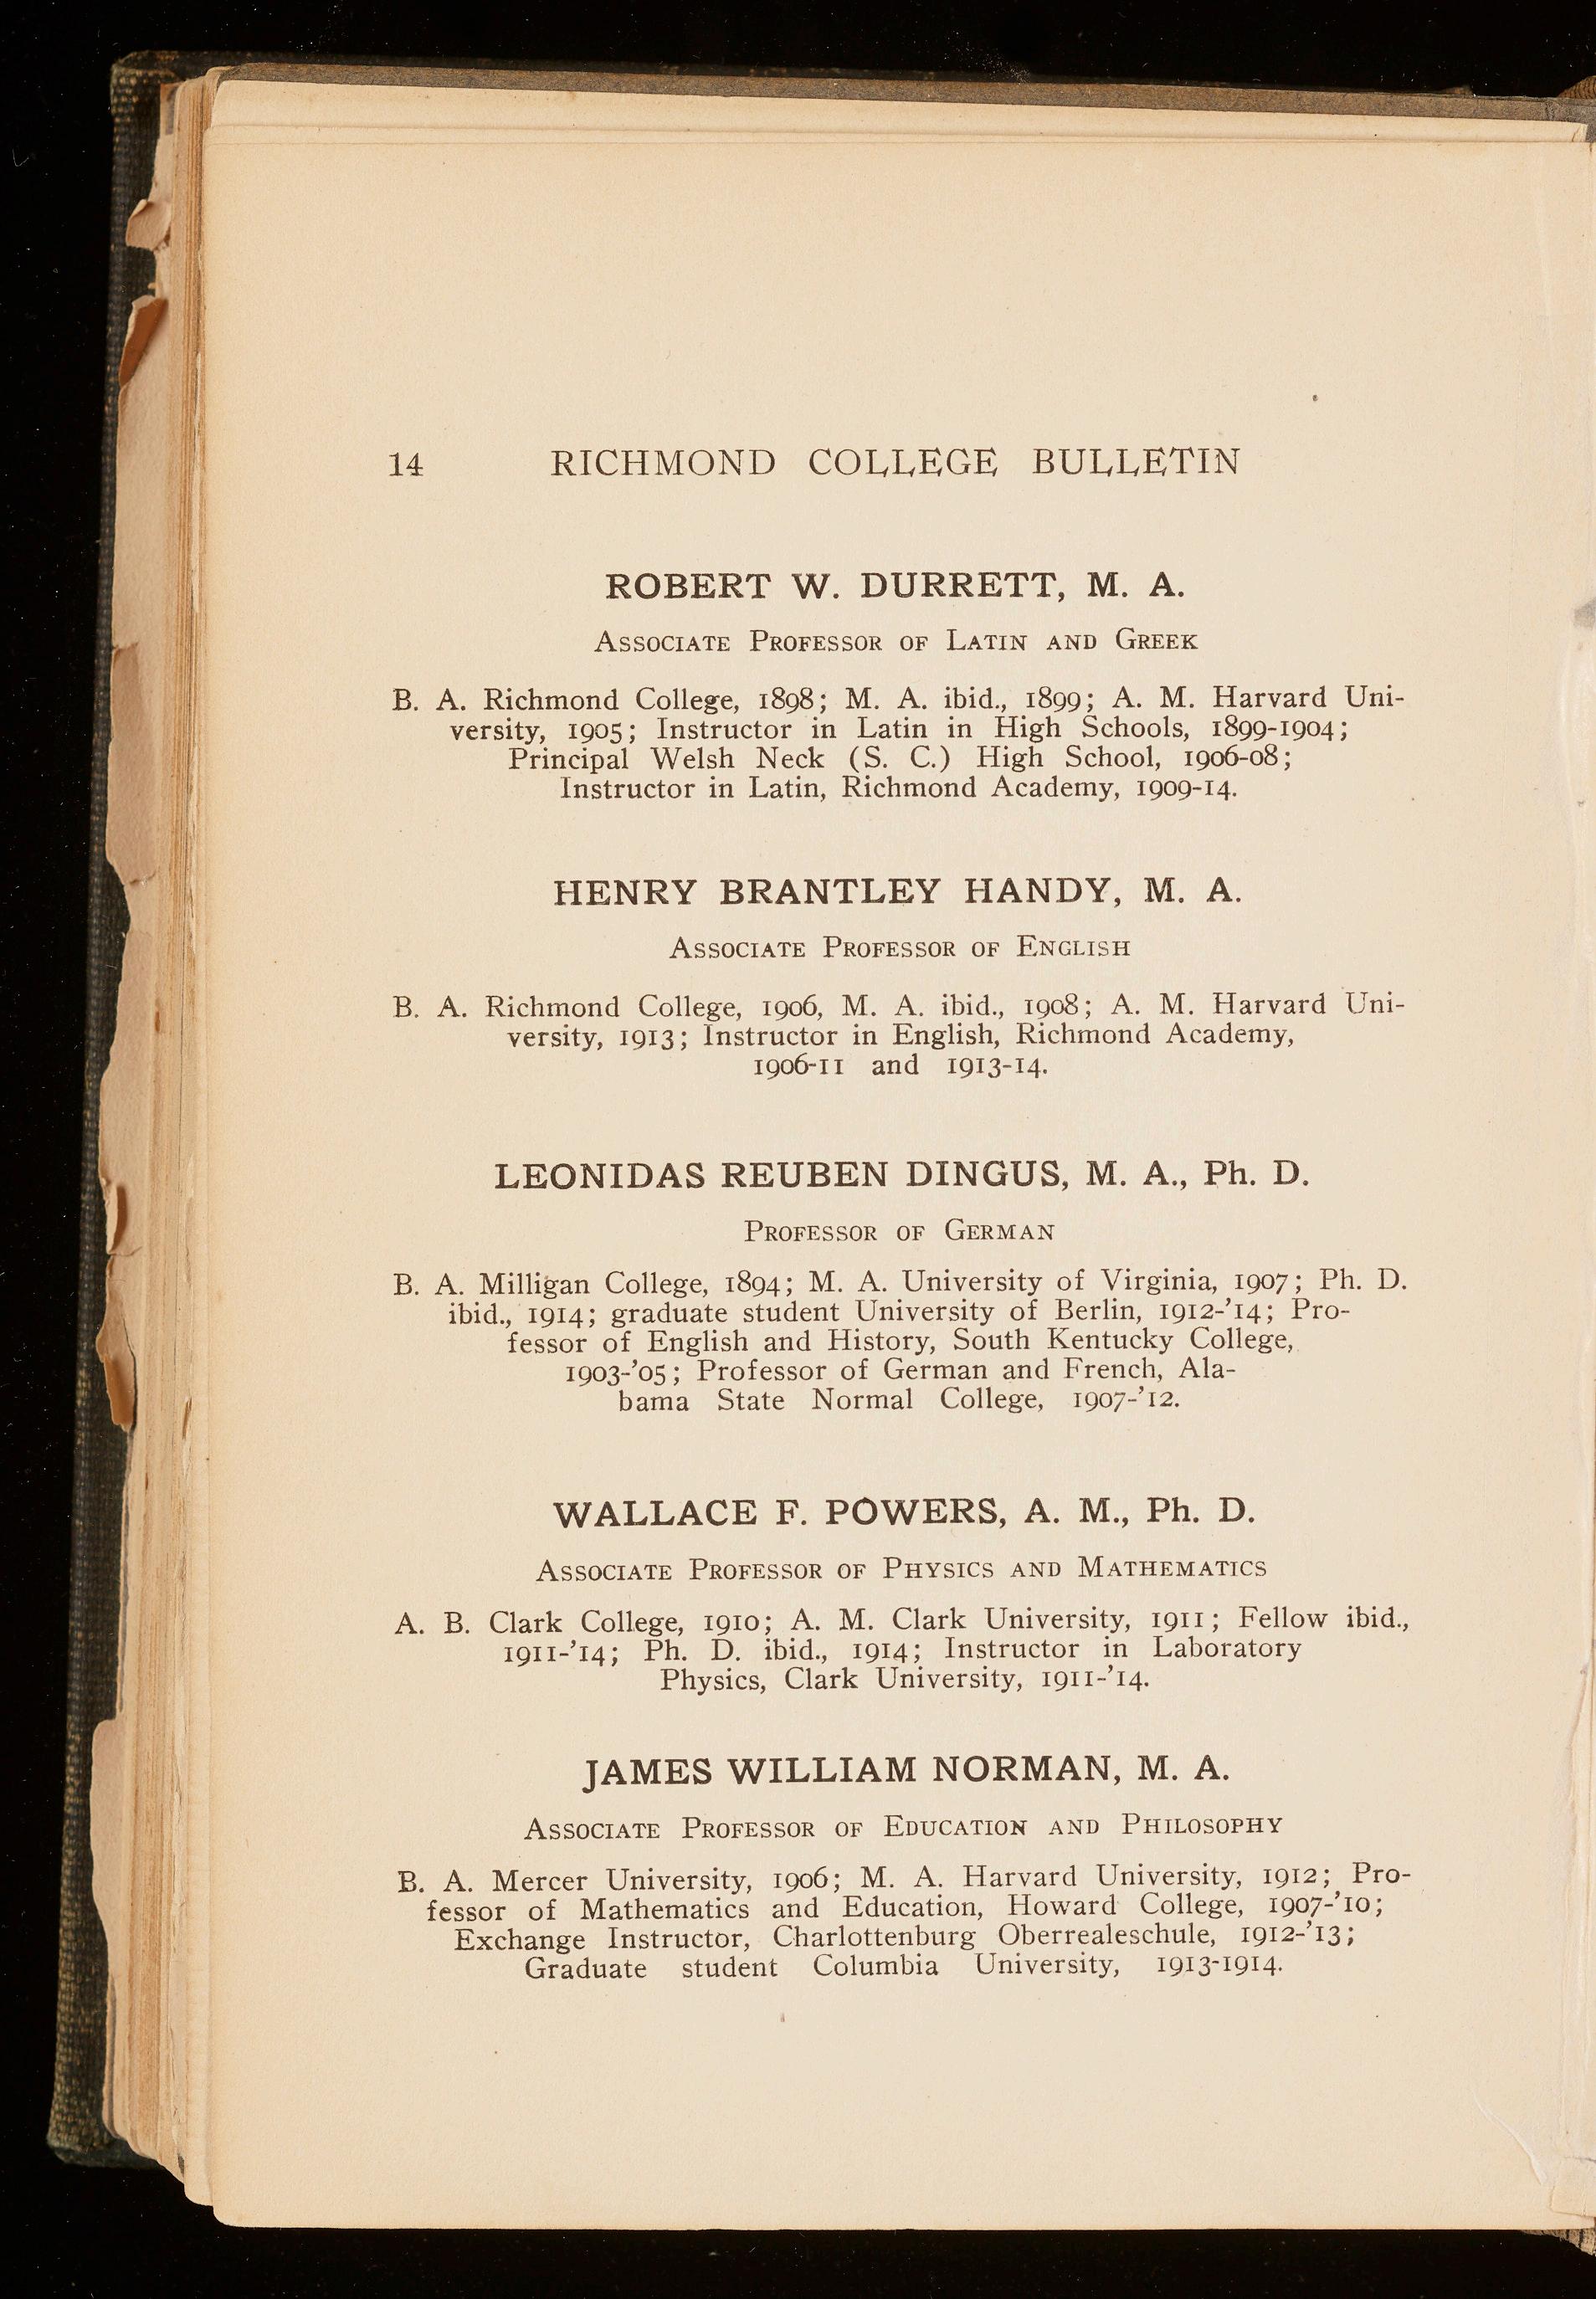 14 RICHMOND COLLEGE BULLETIN
ROBERT W. DURRETT, M. A.
Associate Professor of Latin and Greek
B. A. Richmond College, 1898; M. A. ibid., 1899; A. M. Harvard Uni-
versity, 1905; Instructor in Latin in High Schools, 1899-1904;
Principal Welsh Neck (S. C.) High School, 1906-08;
Instructor in Latin, Richmond Academy, 1909-14.
HENRY BRANTLEY HANDY, M. A.
Associate Professor of English
B. A. Richmond College, 1906, M. A. ibid., 1908; A. M. Harvard Uni-
versity, 1913; Instructor in English, Richmond Academy,
1906-11 and 1913-14.
LEONIDAS REUBEN DINGUS, M. A., Ph. D.
Professor of German
B. A. Milligan College, 1894; M. A. University of Virginia, 1907; Ph. D.
ibid., 1914; graduate student University of Berlin, 1912-'14; Pro-
fessor of English and History, South Kentucky College,
1903-'05; Professor of German and French, Ala-
bama State Normal College, 1907-'12.
WALLACE F. POWERS, A. M., Ph. D.
Associate Professor of Physics and Mathematics
A. B. Clark College, 1910; A. M. Clark University, 1911; Fellow ibid.,
1911-'14; Ph. D. ibid., 1914; Instructor in Laboratory
Physics, Clark University, 1911-'14.
JAMES WILLIAM NORMAN, M. A.
Associate Professor of Education and Philosophy
B. A. Mercer University, 1906; M. A. Harvard University, 1912; Pro-
fessor of Mathematics and Education, Howard College, 1907-'10;
Exchange Instructor, Charlottenburg Oberrealeschule, 1912-'13;
Graduate student Columbia University, 1913-1914.